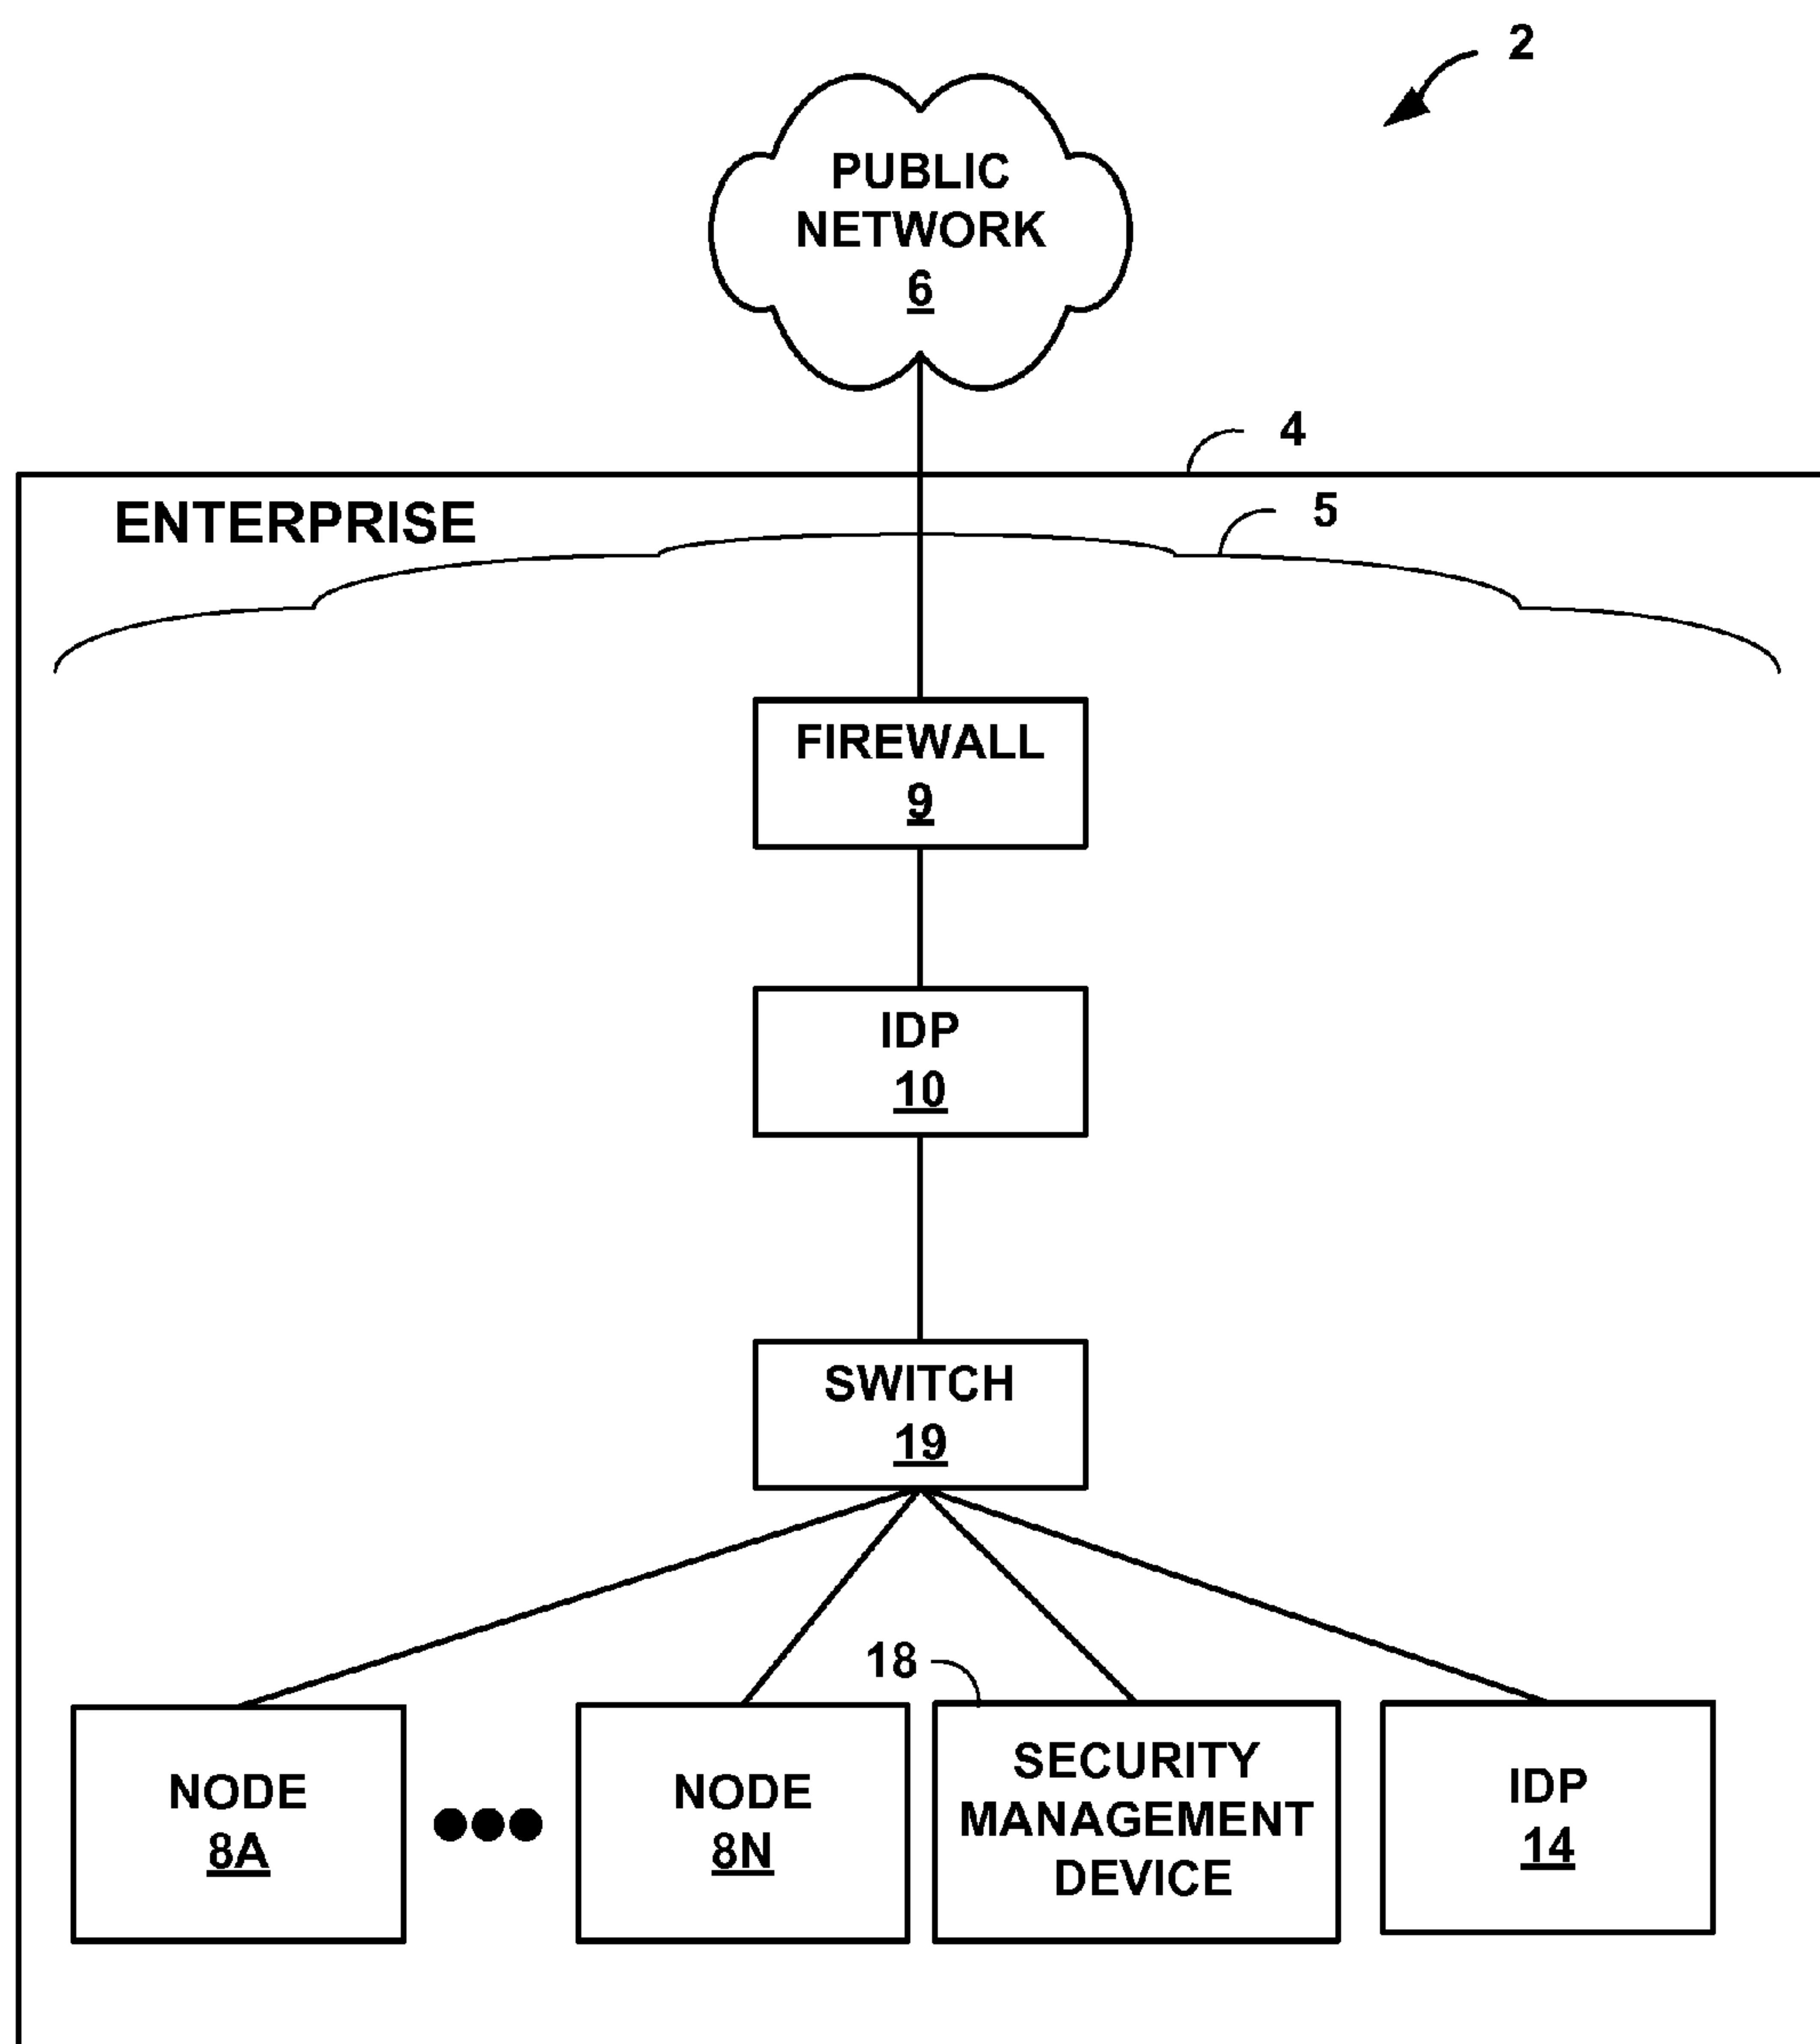 2
PUBLIC
NETWORK
6
4
ENTERPRISE
5
FIREWALL
9
IDP
10
SWITCH
19
18
NODE
8A
NODE
8N
SECURITY
MANAGEMENT
DEVICE
IDP
14